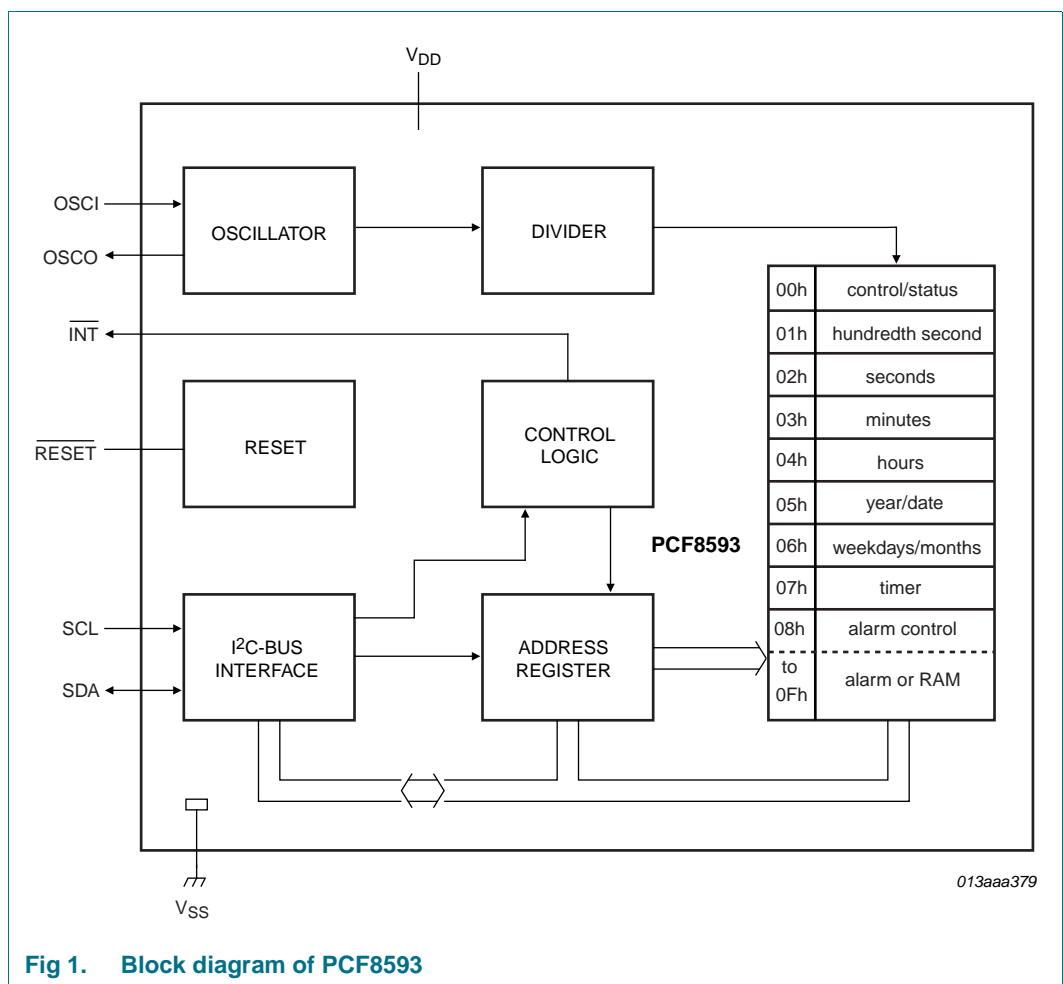 VDD
OSCI
OSCO
OSCILLATOR
DIVIDER
INT
RESET
RESET
CONTROL
LOGIC
PCF8593
SCL
SDA
I2C-BUS
INTERFACE
ADDRESS
REGISTER
00h control/status
01h hundredth second
02h seconds
03h minutes
04h hours
05h year/date
06h weekdays/months
07h timer
08h alarm control
to
0Fh
alarm or RAM
VSS
013aaa379
Fig 1. Block diagram of PCF8593